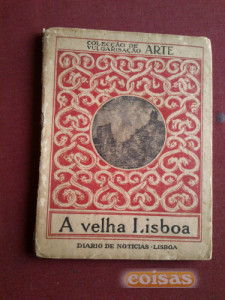 COLECÇÃO DE
VULGARISAÇÃO ARTE
A velha Lisboa
DIARIO DE NOTICIAS · LISBOA
coisas